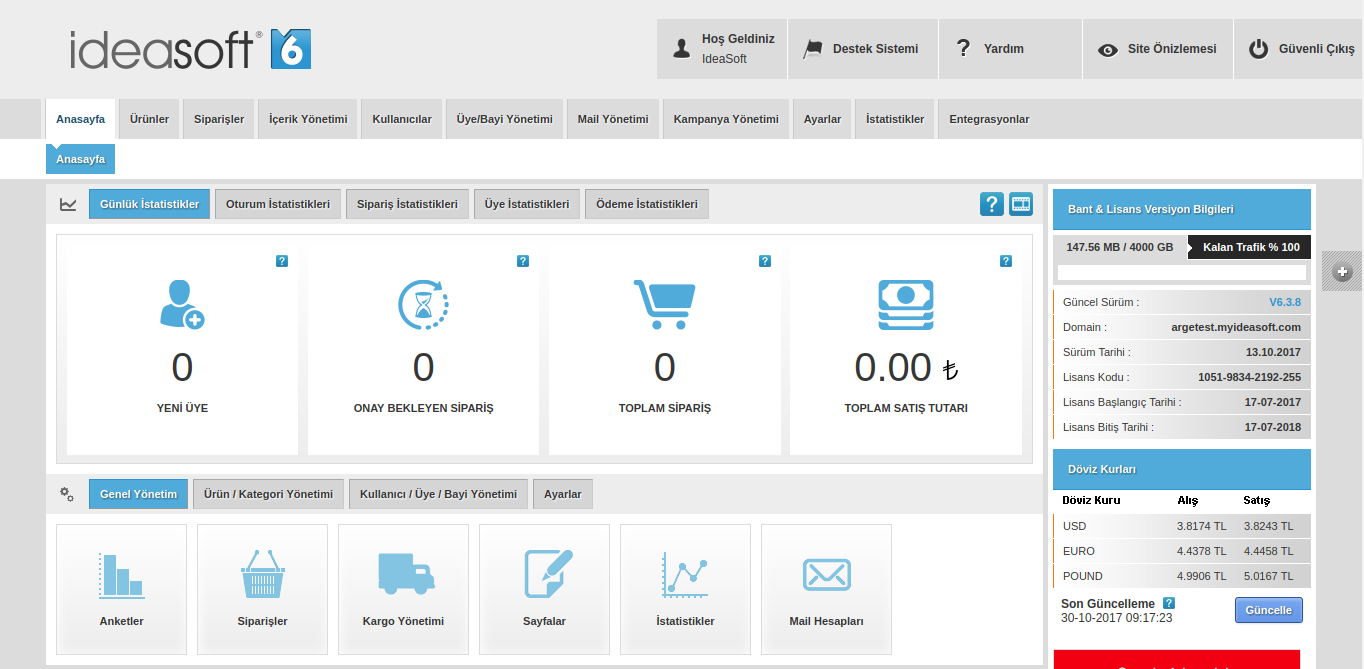 ideasoft® 6
Hoş Geldiniz
IdeaSoft
Destek Sistemi
? Yardım
Site Önizlemesi
Güvenli Çıkış
Anasayfa Ürünler Siparişler İçerik Yönetimi Kullanıcılar Üye/Bayi Yönetimi Mail Yönetimi Kampanya Yönetimi Ayarlar İstatistikler Entegrasyonlar
Anasayfa
Günlük İstatistikler Oturum İstatistikleri Sipariş İstatistikleri Üye İstatistikleri Ödeme İstatistikleri ?
? ? ? ?
0 0 0 0.00 ₺
YENİ ÜYE ONAY BEKLEYEN SİPARİŞ TOPLAM SİPARİŞ TOPLAM SATIŞ TUTARI
Genel Yönetim Ürün / Kategori Yönetimi Kullanıcı / Üye / Bayi Yönetimi Ayarlar
Anketler Siparişler Kargo Yönetimi Sayfalar İstatistikler Mail Hesapları
Bant & Lisans Versiyon Bilgileri
147.56 MB / 4000 GB Kalan Trafik % 100
Güncel Sürüm : V6.3.8
Domain : argetest.myideasoft.com
Sürüm Tarihi : 13.10.2017
Lisans Kodu : 1051-9834-2192-255
Lisans Başlangıç Tarihi : 17-07-2017
Lisans Bitiş Tarihi : 17-07-2018
Döviz Kurları
Döviz Kuru Alış Satış
USD 3.8174 TL 3.8243 TL
EURO 4.4378 TL 4.4458 TL
POUND 4.9906 TL 5.0167 TL
Son Güncelleme ?
30-10-2017 09:17:23
Güncelle